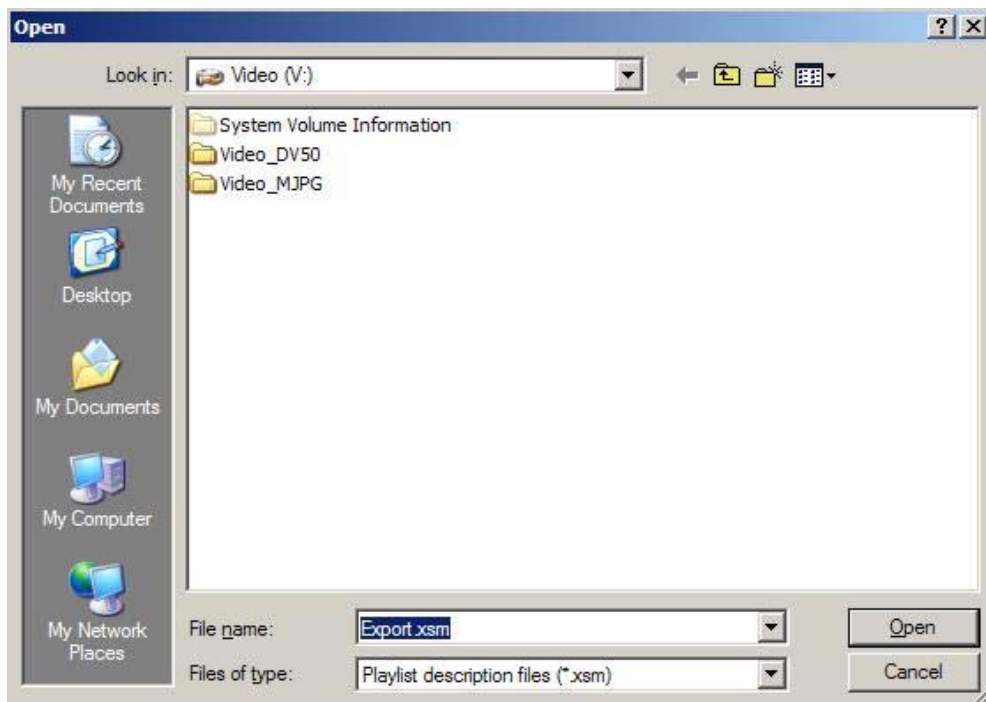 Open
Look in: Video (V:)
System Volume Information
Video_DV50
Video_MJPG
My Recent
Documents
Desktop
My Documents
My Computer
My Network
Places
File name: Export.xsm Open
Files of type: Playlist description files (*.xsm) Cancel